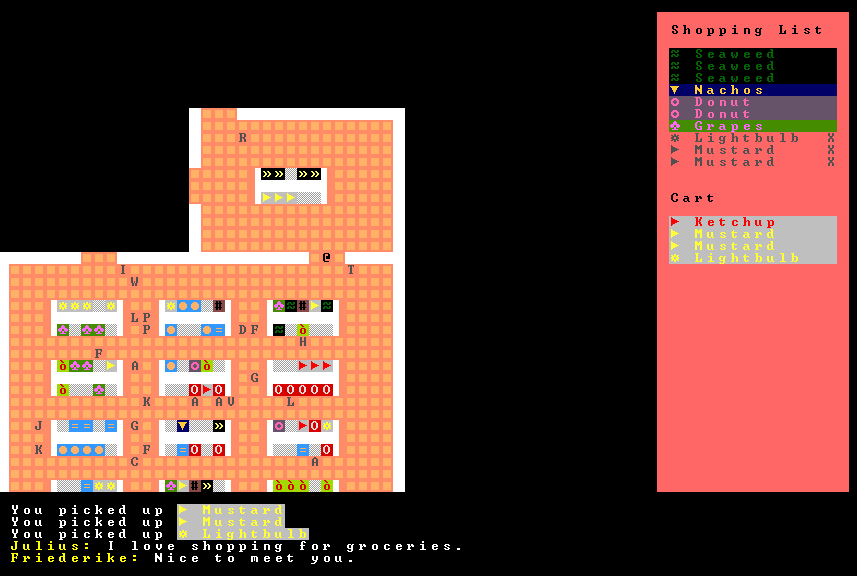 Shopping List
Seaweed
Seaweed
Seaweed
Nachos
Donut
Donut
Grapes
Lightbulb X
Mustard X
Mustard X
Cart
Ketchup
Mustard
Mustard
Lightbulb
R
@
I T
W
L P
P D F
H
F
A
G
K A A V L
J G
K F
C A
You picked up Mustard
You picked up Mustard
You picked up Lightbulb
Julius: I love shopping for groceries.
Friederike: Nice to meet you.